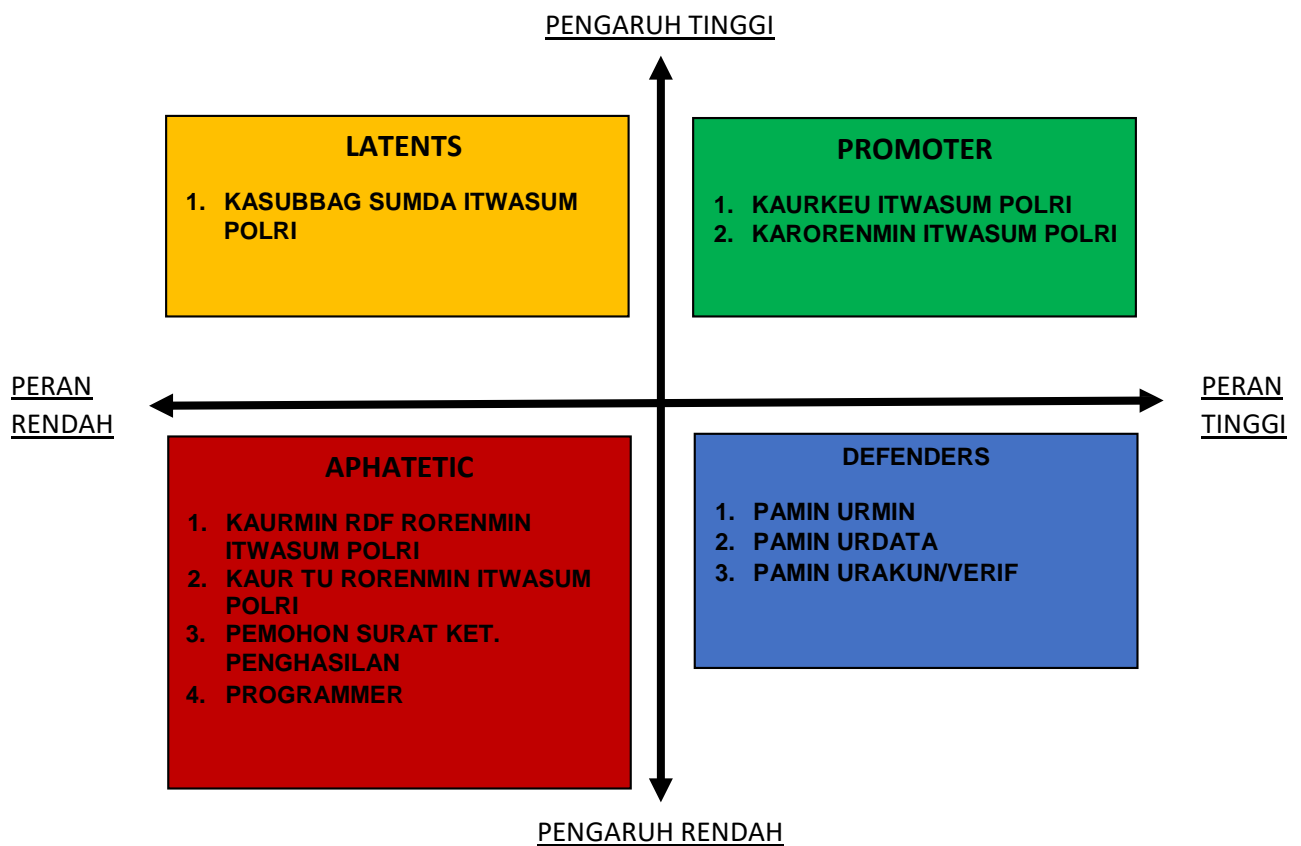 PENGARUH TINGGI
LATENTS
1. KASUBBAG SUMDA ITWASUM
POLRI
PROMOTER
1. KAURKEU ITWASUM POLRI
2. KARORENMIN ITWASUM POLRI
PERAN
RENDAH
PERAN
TINGGI
APHATETIC
1. KAURMIN RDF RORENMIN
ITWASUM POLRI
2. KAUR TU RORENMIN ITWASUM
POLRI
3. PEMOHON SURAT KET.
PENGHASILAN
4. PROGRAMMER
DEFENDERS
1. PAMIN URMIN
2. PAMIN URDATA
3. PAMIN URAKUN/VERIF
PENGARUH RENDAH